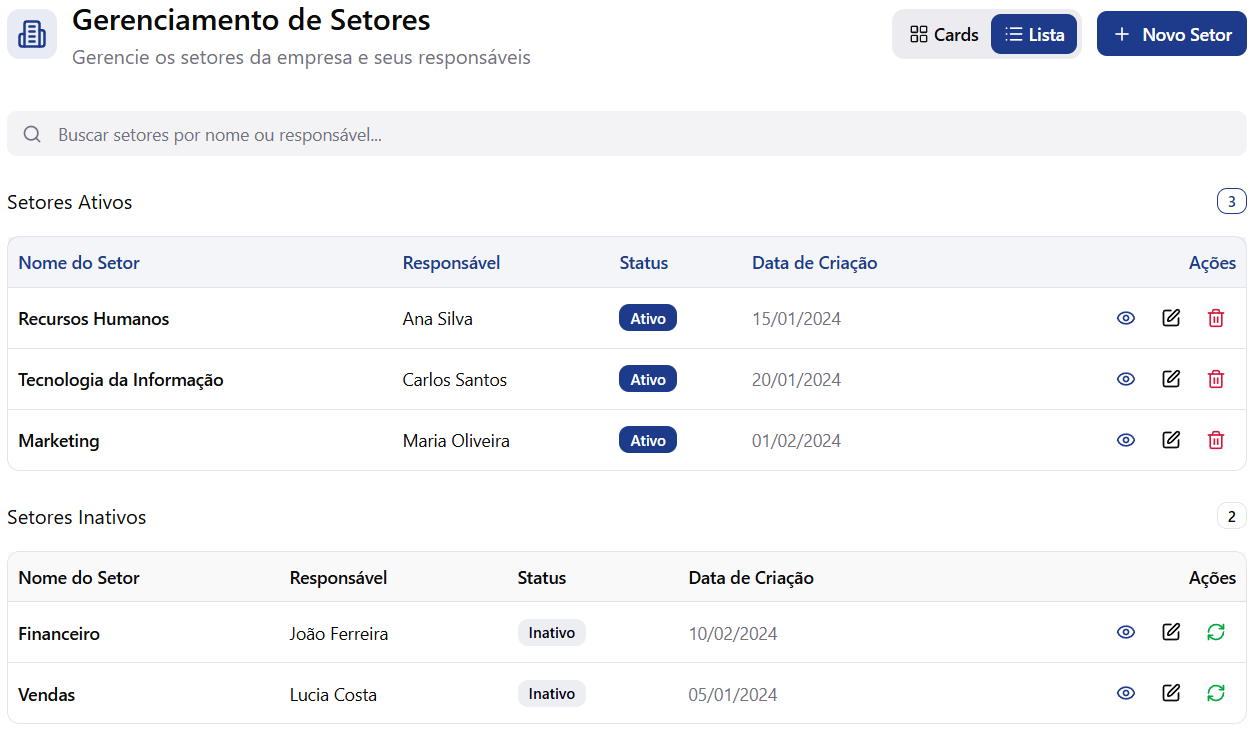 Gerenciamento de Setores
Gerencie os setores da empresa e seus responsáveis
Cards
Lista
Novo Setor
Buscar setores por nome ou responsável...
Setores Ativos 3
Nome do Setor Responsável Status Data de Criação Ações
Recursos Humanos Ana Silva Ativo 15/01/2024
Tecnologia da Informação Carlos Santos Ativo 20/01/2024
Marketing Maria Oliveira Ativo 01/02/2024
Setores Inativos 2
Nome do Setor Responsável Status Data de Criação Ações
Financeiro João Ferreira Inativo 10/02/2024
Vendas Lucia Costa Inativo 05/01/2024